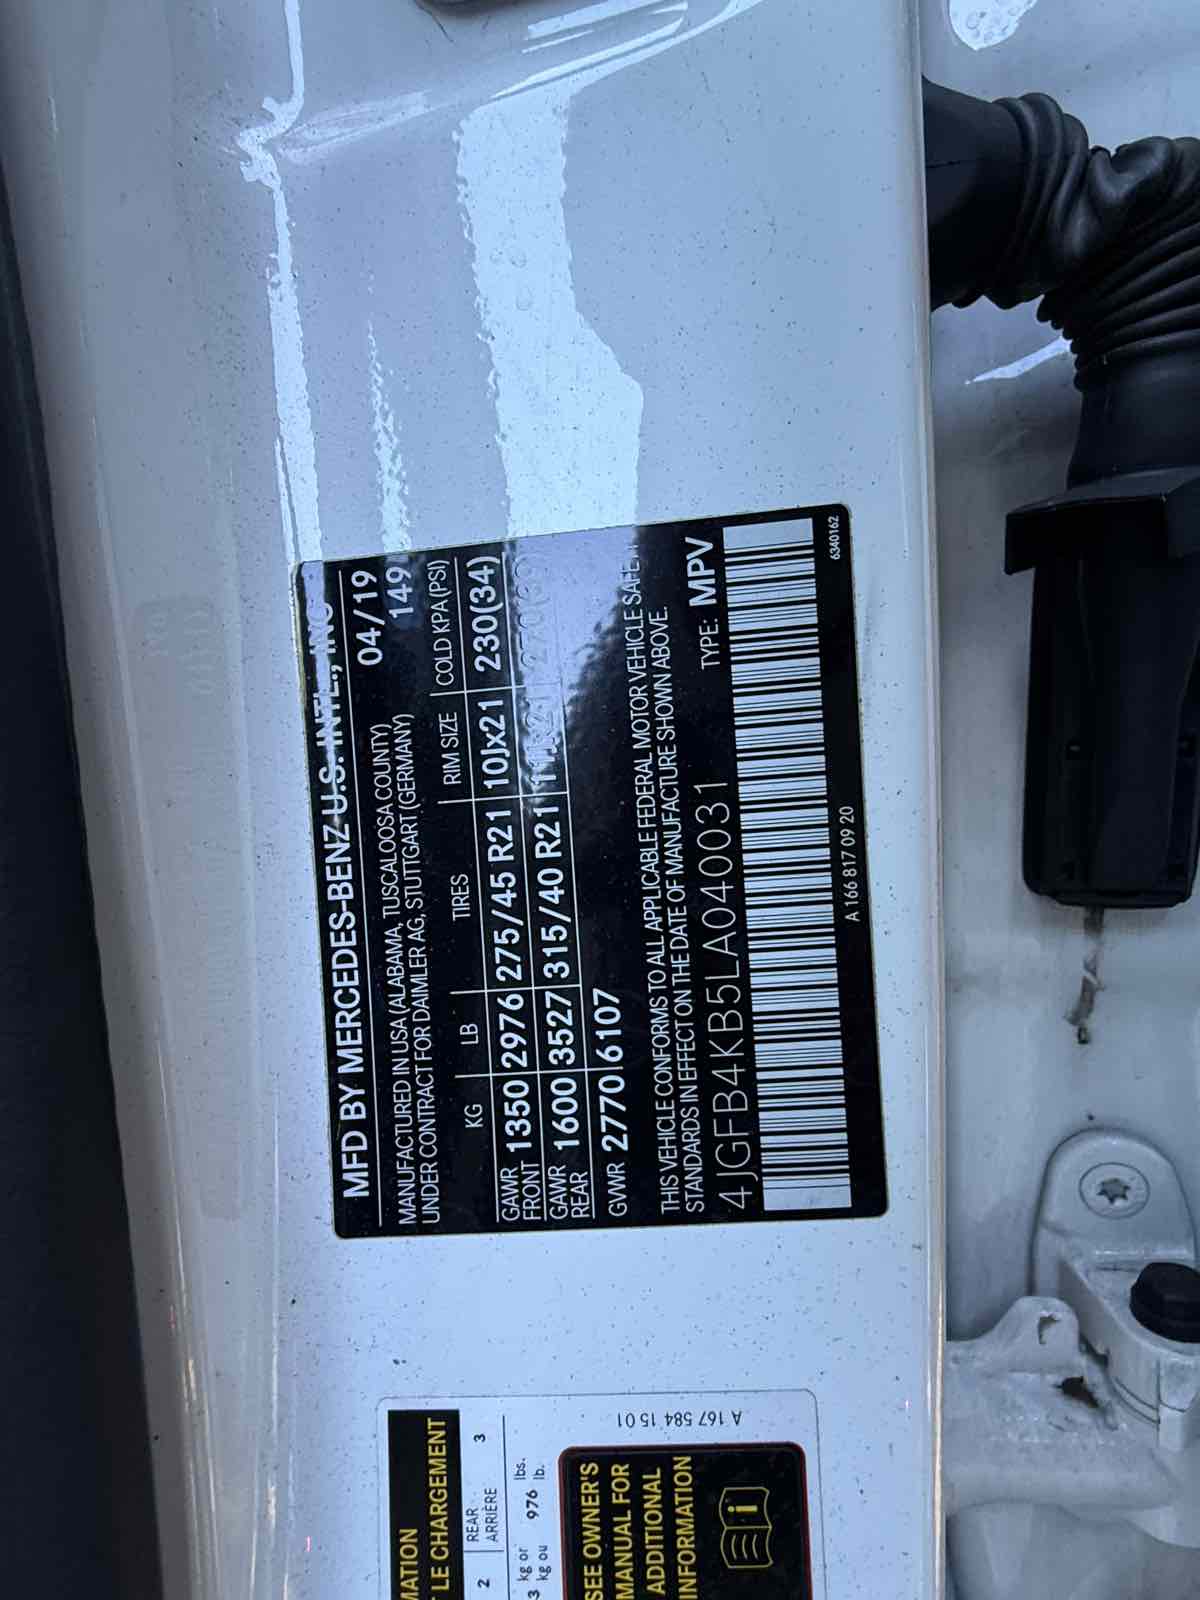 MFD BY MERCEDES-BENZ U.S. INTL., INC
MANUFACTURED IN USA (ALABAMA, TUSCALOOSA COUNTY) 04/19
UNDER CONTRACT FOR DAIMLER AG, STUTTGART (GERMANY) 149
KG LB TIRES RIM SIZE COLD KPA (PSI)
GAWR FRONT 1350 2976 275/45 R21 10Jx21 230(34)
GAWR REAR 1600 3527 315/40 R21
GVWR 2770 6107
THIS VEHICLE CONFORMS TO ALL APPLICABLE FEDERAL MOTOR VEHICLE
STANDARDS IN EFFECT ON THE DATE OF MANUFACTURE SHOWN ABOVE.
4JGFB4KB5LA040031 TYPE: MPV
6340162
A 166 817 09 20
A 167 584 15 01
LE CHARGEMENT
2 REAR ARRIÈRE 3
kg or 976 lbs.
kg ou lb.
SEE OWNER'S
MANUAL FOR
ADDITIONAL
INFORMATION